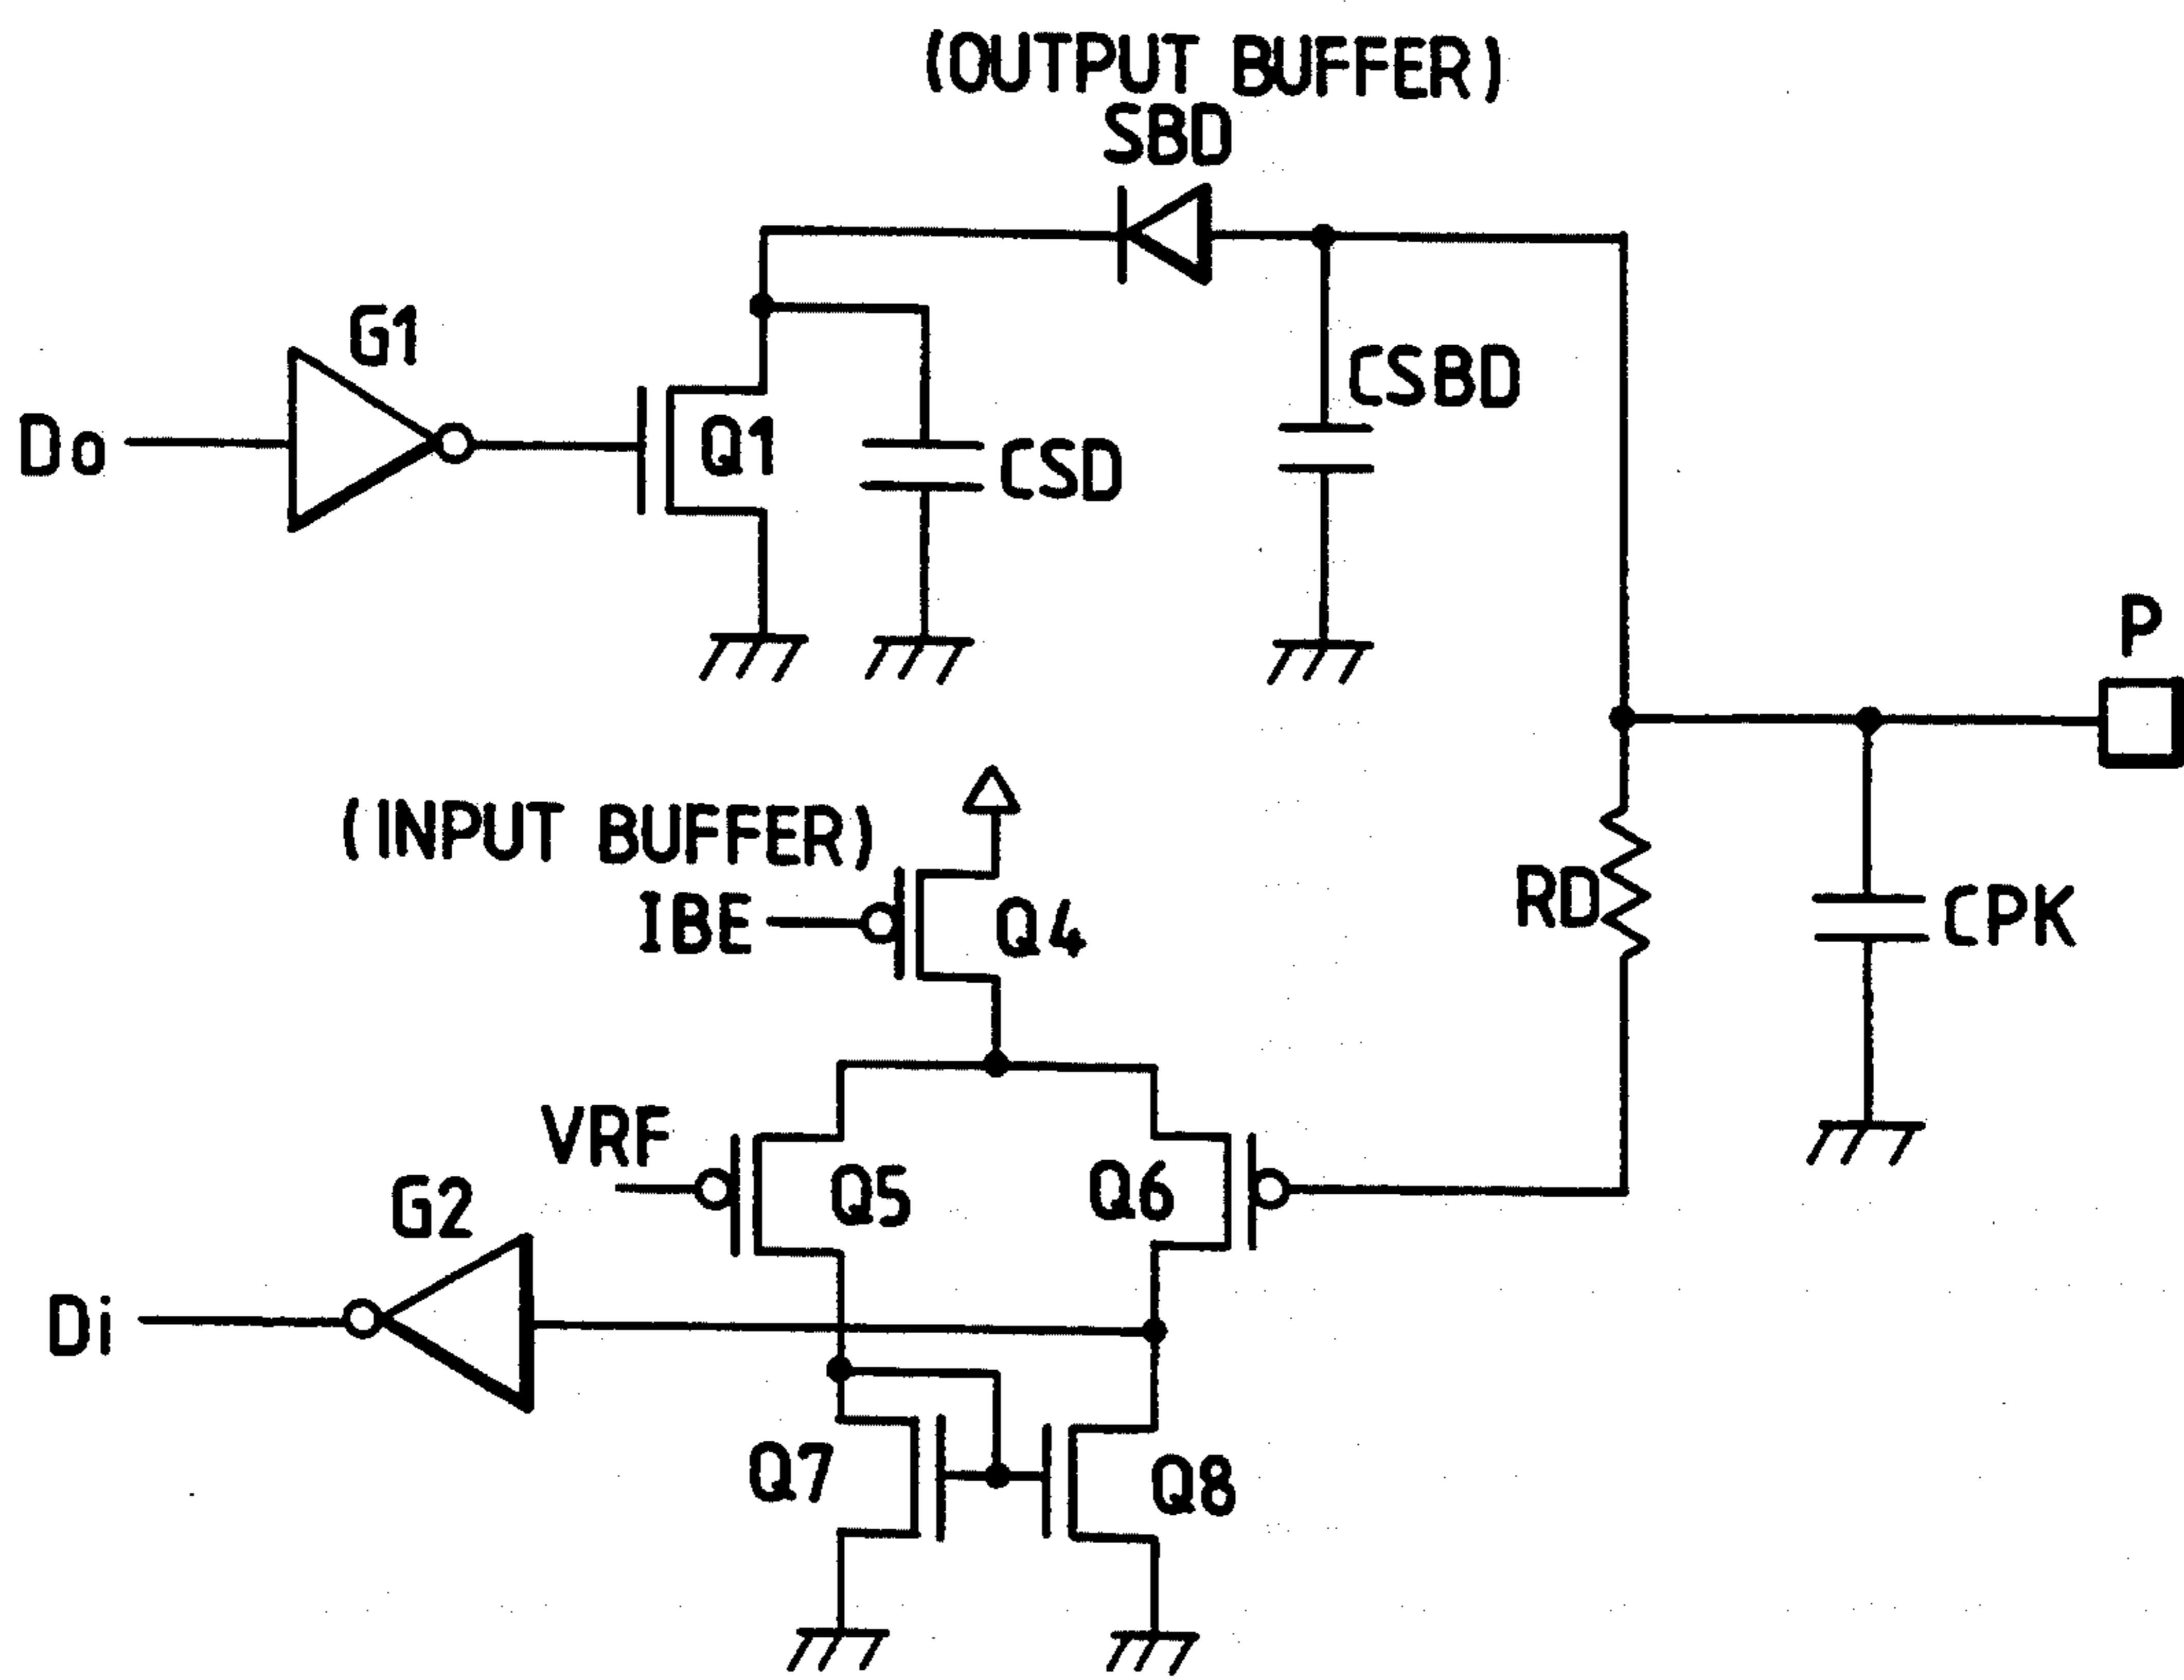 (OUTPUT BUFFER)
SBD
G1
Do
Q1
CSD
CSBD
P
(INPUT BUFFER)
IBE
Q4
RD
CPK
VRF
Q5
Q6
G2
Di
Q7
Q8